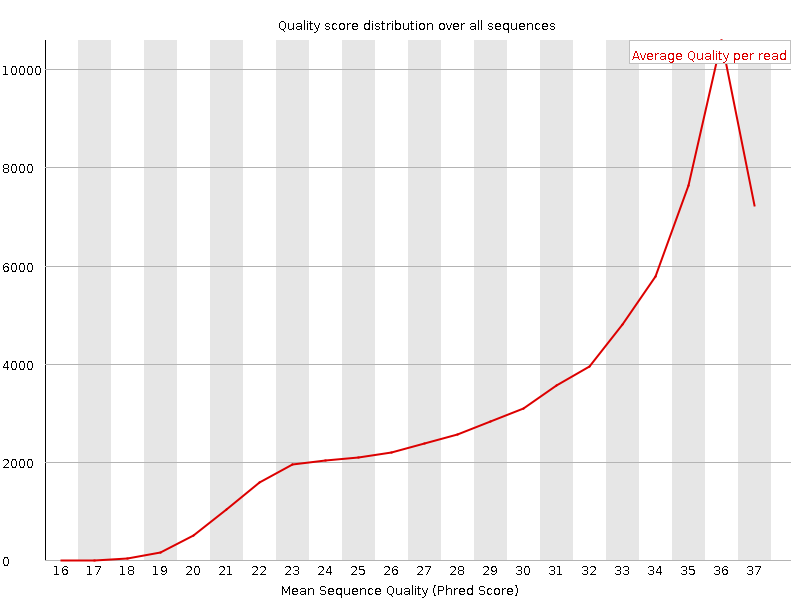 Quality score distribution over all sequences
Average Quality per read
10000
8000
6000
4000
2000
0
16 17 18 19 20 21 22 23 24 25 26 27 28 29 30 31 32 33 34 35 36 37
Mean Sequence Quality (Phred Score)